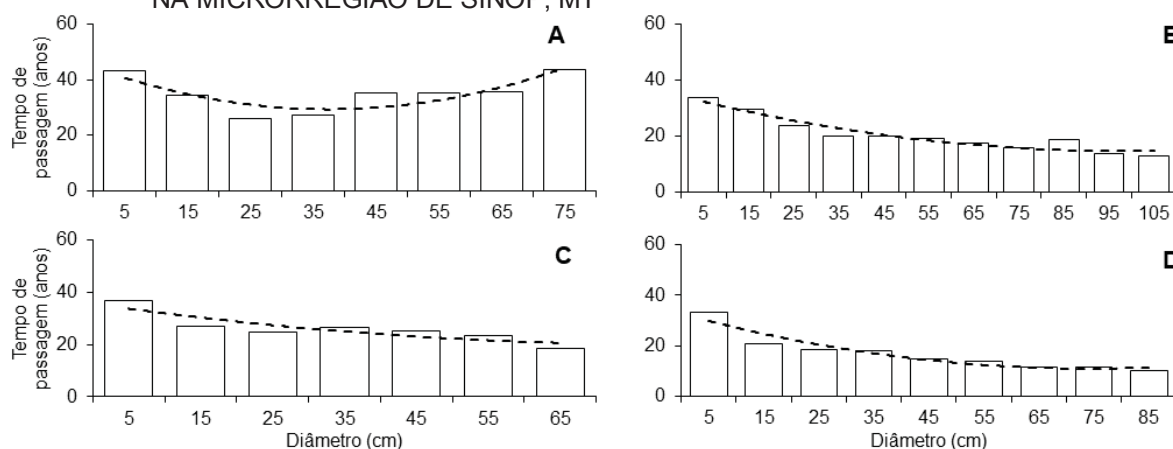 NA MICRORREGIÃO DE SINOP, MT
A
Tempo de
passagem (anos)
60
40
20
0
5 15 25 35 45 55 65 75
60
40
20
0
5 15 25 35 45 55 65 75 85 95 105
C
Tempo de
passagem (anos)
60
40
20
0
5 15 25 35 45 55 65
Diâmetro (cm)
D
60
40
20
0
5 15 25 35 45 55 65 75 85
Diâmetro (cm)